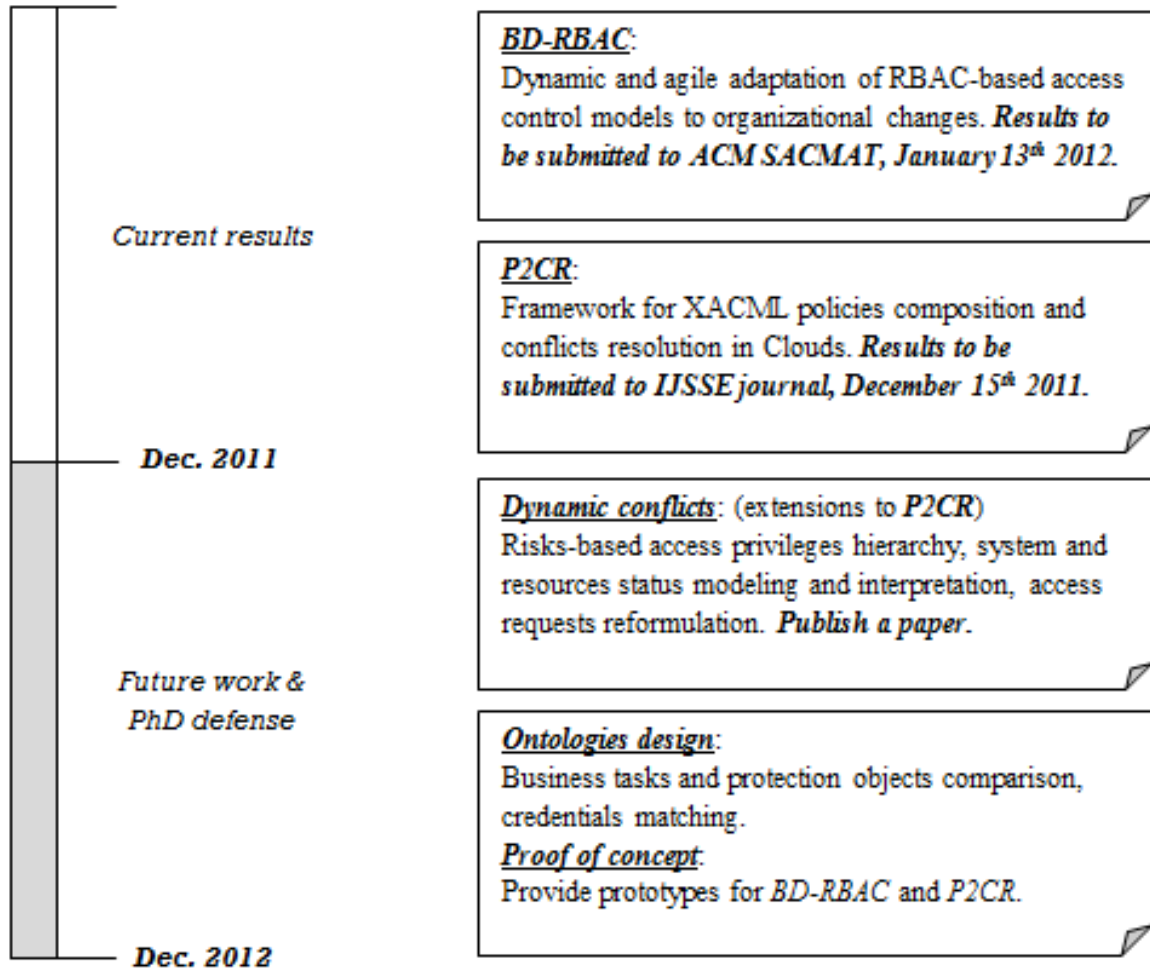 BD-RBAC:
Dynamic and agile adaptation of RBAC-based access
control models to organizational changes. Results to
be submitted to ACM SACMAT, January 13th 2012.
Current results
P2CR:
Framework for XACML policies composition and
conflicts resolution in Clouds. Results to be
submitted to IJSSE journal, December 15th 2011.
Dec. 2011
Dynamic conflicts: (extensions to P2CR)
Risks-based access privileges hierarchy, system and
resources status modeling and interpretation, access
requests reformulation. Publish a paper.
Future work &
PhD defense
Ontologies design:
Business tasks and protection objects comparison,
credentials matching.
Proof of concept:
Provide prototypes for BD-RBAC and P2CR.
Dec. 2012